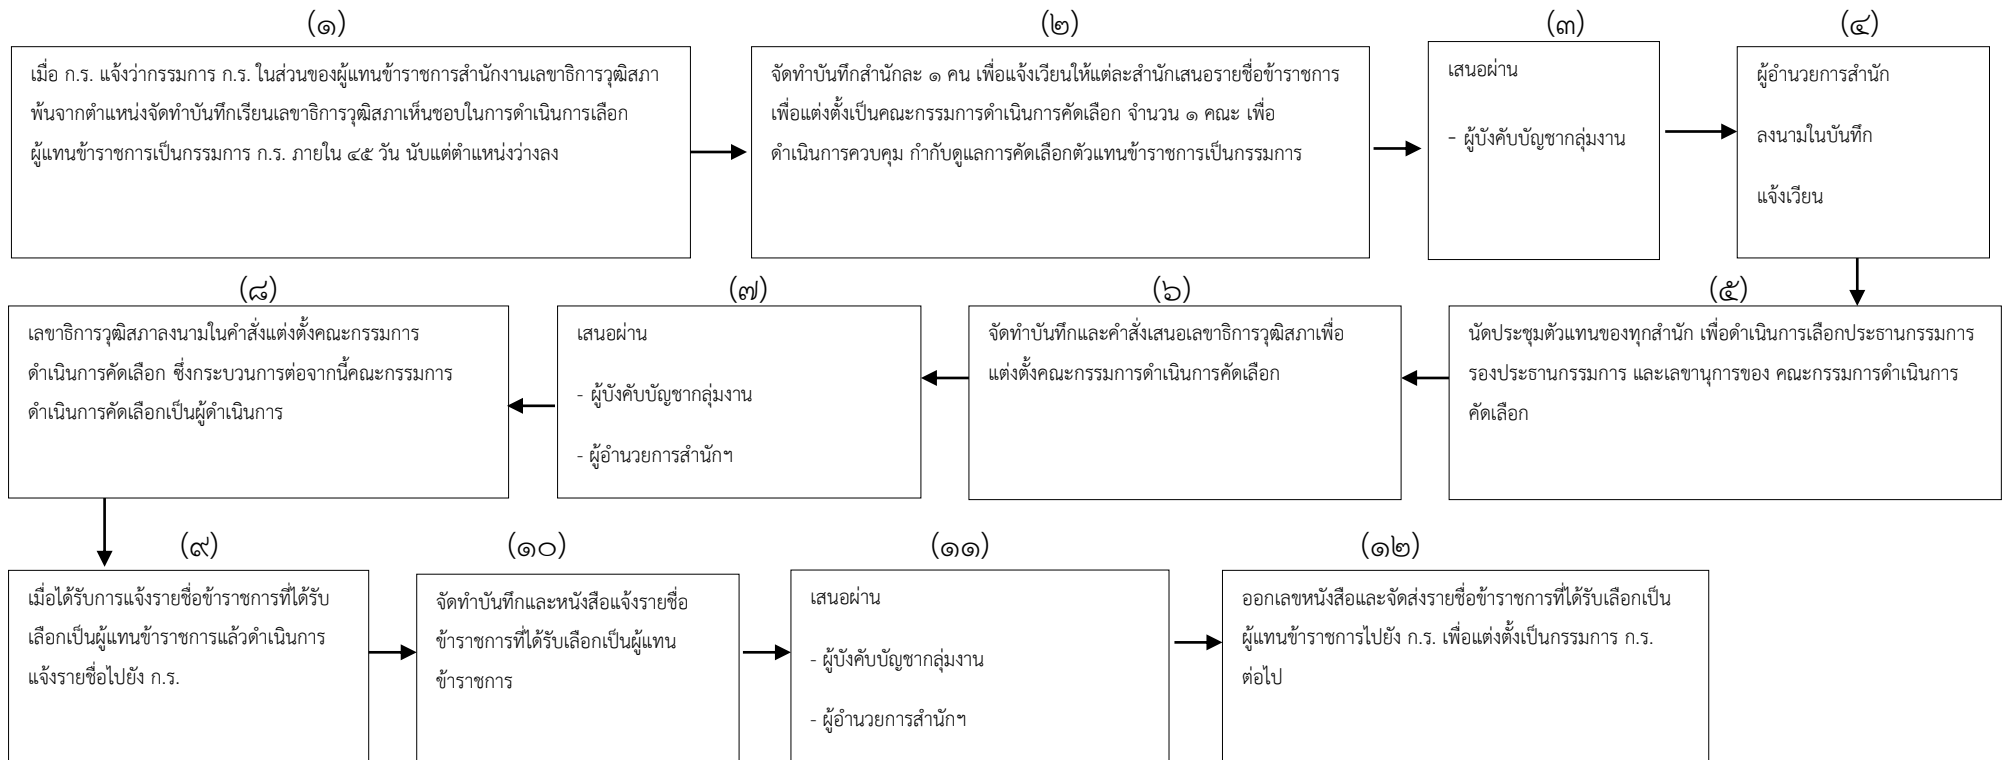 (๑)
เมื่อ ก.ร. แจ้งว่ากรรมการ ก.ร. ในส่วนของผู้แทนข้าราชการสำนักงานเลขาธิการวุฒิสภา
พ้นจากตำแหน่งจัดทำบันทึกเรียนเลขาธิการวุฒิสภาเห็นชอบในการดำเนินการเลือก
ผู้แทนข้าราชการเป็นกรรมการ ก.ร. ภายใน ๔๕ วัน นับแต่ตำแหน่งว่างลง
(๒)
จัดทำบันทึกสำนักละ ๑ คน เพื่อแจ้งเวียนให้แต่ละสำนักเสนอรายชื่อข้าราชการ
เพื่อแต่งตั้งเป็นคณะกรรมการดำเนินการคัดเลือก จำนวน ๑ คณะ เพื่อ
ดำเนินการควบคุม กำกับดูแลการคัดเลือกตัวแทนข้าราชการเป็นกรรมการ
(๓)
เสนอผ่าน
- ผู้บังคับบัญชากลุ่มงาน
(๔)
ผู้อำนวยการสำนัก
ลงนามในบันทึก
แจ้งเวียน
(๕)
นัดประชุมตัวแทนของทุกสำนัก เพื่อดำเนินการเลือกประธานกรรมการ
รองประธานกรรมการ และเลขานุการของ คณะกรรมการดำเนินการ
คัดเลือก
(๖)
จัดทำบันทึกและคำสั่งเสนอเลขาธิการวุฒิสภาเพื่อ
แต่งตั้งคณะกรรมการดำเนินการคัดเลือก
(๗)
เสนอผ่าน
- ผู้บังคับบัญชากลุ่มงาน
- ผู้อำนวยการสำนักฯ
(๘)
เลขาธิการวุฒิสภาลงนามในคำสั่งแต่งตั้งคณะกรรมการ
ดำเนินการคัดเลือก ซึ่งกระบวนการต่อจากนี้คณะกรรมการ
ดำเนินการคัดเลือกเป็นผู้ดำเนินการ
(๙)
เมื่อได้รับการแจ้งรายชื่อข้าราชการที่ได้รับ
เลือกเป็นผู้แทนข้าราชการแล้วดำเนินการ
แจ้งรายชื่อไปยัง ก.ร.
(๑๐)
จัดทำบันทึกและหนังสือแจ้งรายชื่อ
ข้าราชการที่ได้รับเลือกเป็นผู้แทน
ข้าราชการ
(๑๑)
เสนอผ่าน
- ผู้บังคับบัญชากลุ่มงาน
- ผู้อำนวยการสำนักฯ
(๑๒)
ออกเลขหนังสือและจัดส่งรายชื่อข้าราชการที่ได้รับเลือกเป็น
ผู้แทนข้าราชการไปยัง ก.ร. เพื่อแต่งตั้งเป็นกรรมการ ก.ร.
ต่อไป